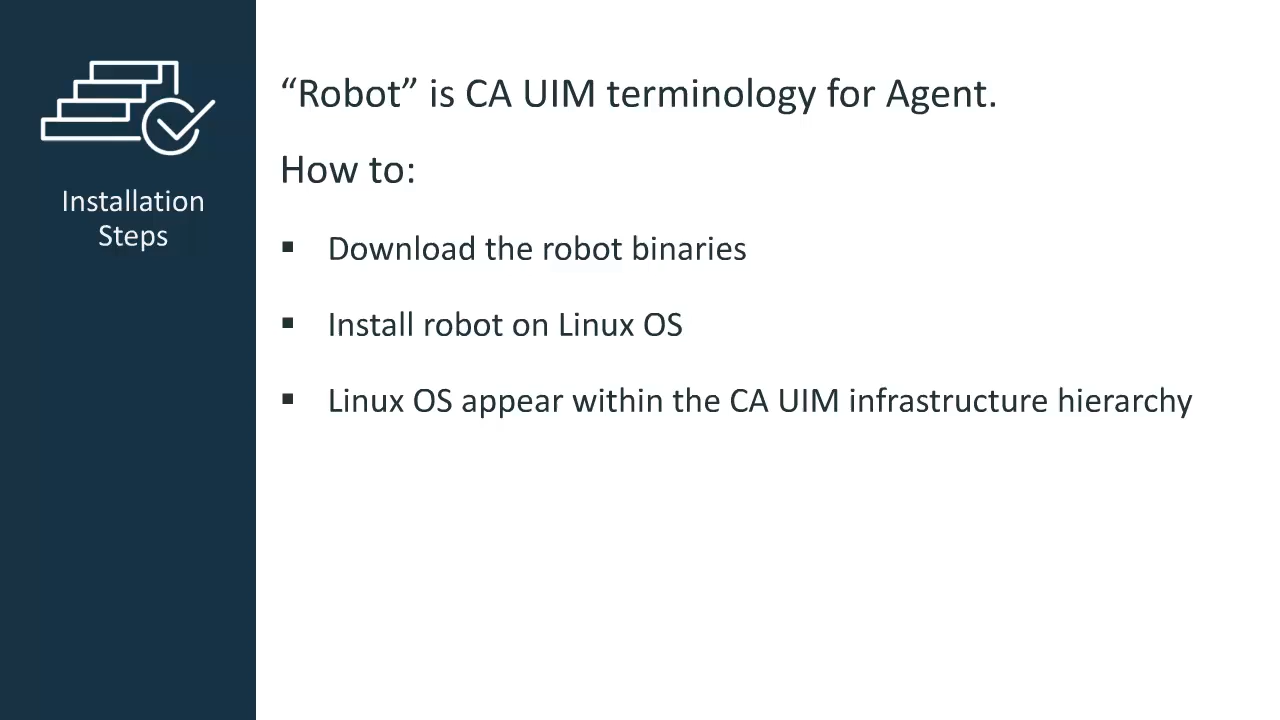 Installation
Steps
“Robot” is CA UIM terminology for Agent.
How to:
▪ Download the robot binaries
▪ Install robot on Linux OS
▪ Linux OS appear within the CA UIM infrastructure hierarchy